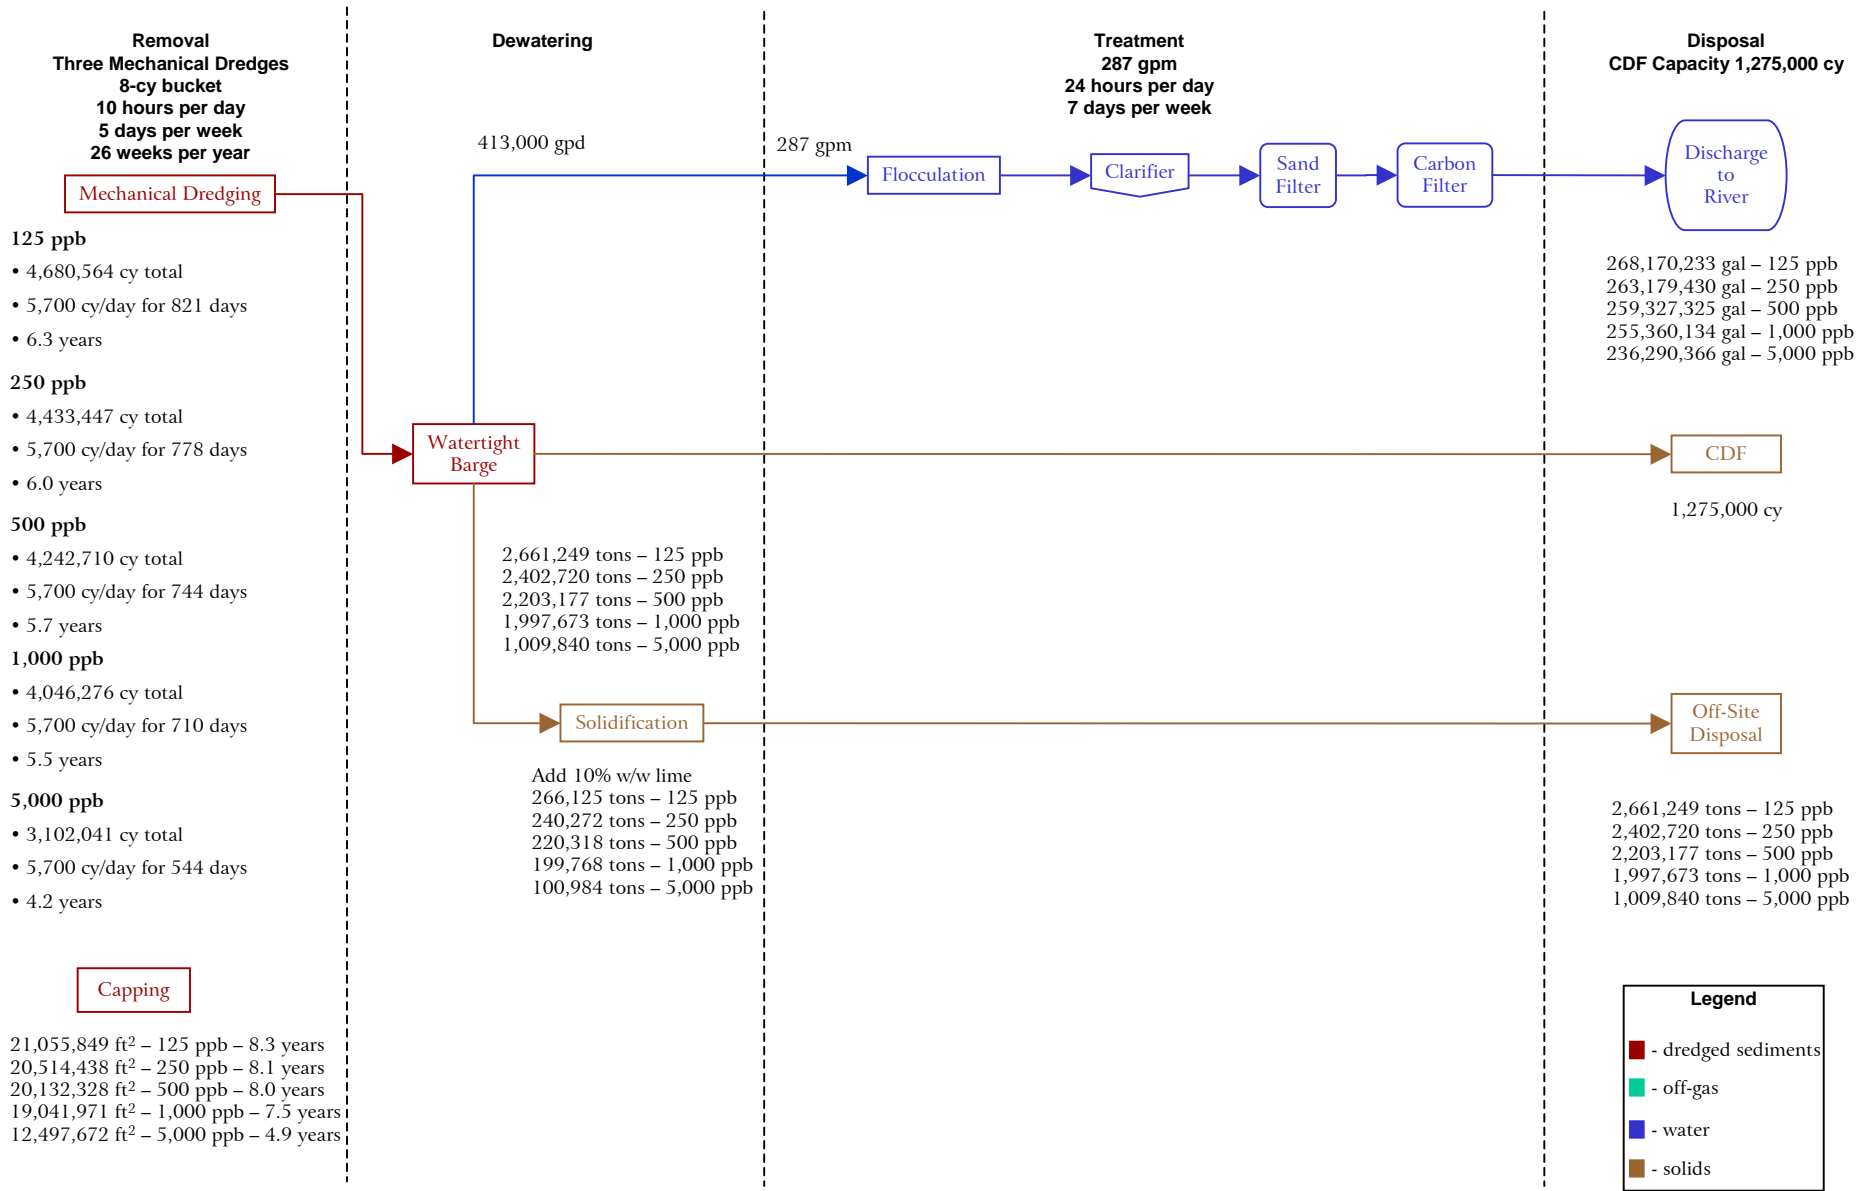 Removal
Three Mechanical Dredges
8-cy bucket
10 hours per day
5 days per week
26 weeks per year
Mechanical Dredging
125 ppb
• 4,680,564 cy total
• 5,700 cy/day for 821 days
• 6.3 years
250 ppb
• 4,433,447 cy total
• 5,700 cy/day for 778 days
• 6.0 years
500 ppb
• 4,242,710 cy total
• 5,700 cy/day for 744 days
• 5.7 years
1,000 ppb
• 4,046,276 cy total
• 5,700 cy/day for 710 days
• 5.5 years
5,000 ppb
• 3,102,041 cy total
• 5,700 cy/day for 544 days
• 4.2 years
Capping
21,055,849 ft² – 125 ppb – 8.3 years
20,514,438 ft² – 250 ppb – 8.1 years
20,132,328 ft² – 500 ppb – 8.0 years
19,041,971 ft² – 1,000 ppb – 7.5 years
12,497,672 ft² – 5,000 ppb – 4.9 years
Dewatering
413,000 gpd
Watertight
Barge
2,661,249 tons – 125 ppb
2,402,720 tons – 250 ppb
2,203,177 tons – 500 ppb
1,997,673 tons – 1,000 ppb
1,009,840 tons – 5,000 ppb
Solidification
Add 10% w/w lime
266,125 tons – 125 ppb
240,272 tons – 250 ppb
220,318 tons – 500 ppb
199,768 tons – 1,000 ppb
100,984 tons – 5,000 ppb
Treatment
287 gpm
24 hours per day
7 days per week
287 gpm
Flocculation
Clarifier
Sand
Filter
Carbon
Filter
Disposal
CDF Capacity 1,275,000 cy
Discharge
to
River
268,170,233 gal – 125 ppb
263,179,430 gal – 250 ppb
259,327,325 gal – 500 ppb
255,360,134 gal – 1,000 ppb
236,290,366 gal – 5,000 ppb
CDF
1,275,000 cy
Off-Site
Disposal
2,661,249 tons – 125 ppb
2,402,720 tons – 250 ppb
2,203,177 tons – 500 ppb
1,997,673 tons – 1,000 ppb
1,009,840 tons – 5,000 ppb
Legend
- dredged sediments
- off-gas
- water
- solids